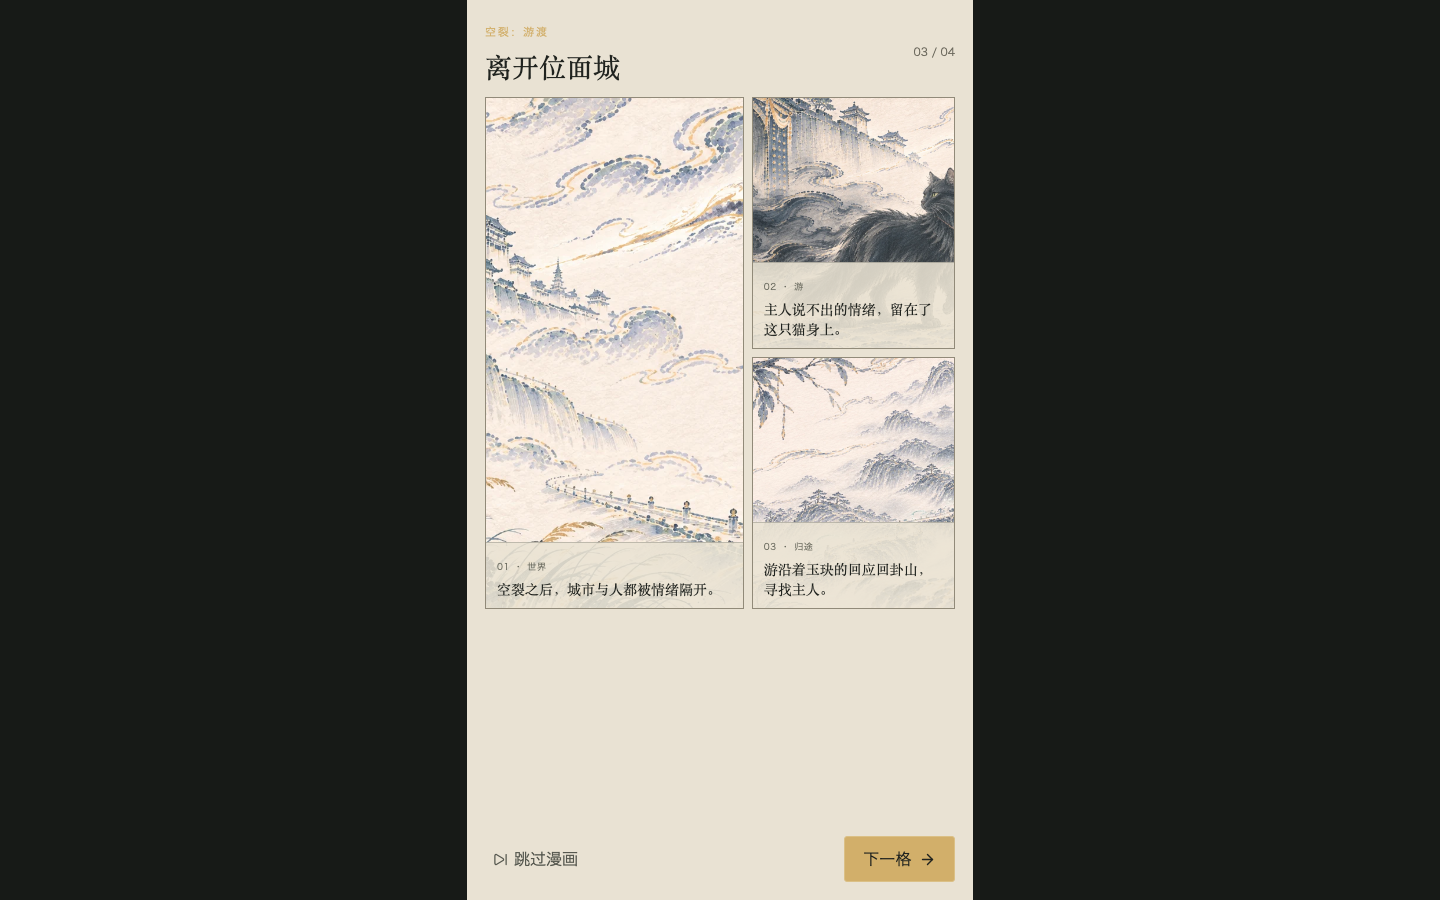 空裂：游渡
离开位面城
03 / 04
01 · 世界
空裂之后，城市与人都被情绪隔开。
02 · 游
主人说不出的情绪，留在了
这只猫身上。
03 · 归途
游沿着玉玦的回应回卦山，
寻找主人。
跳过漫画
下一格